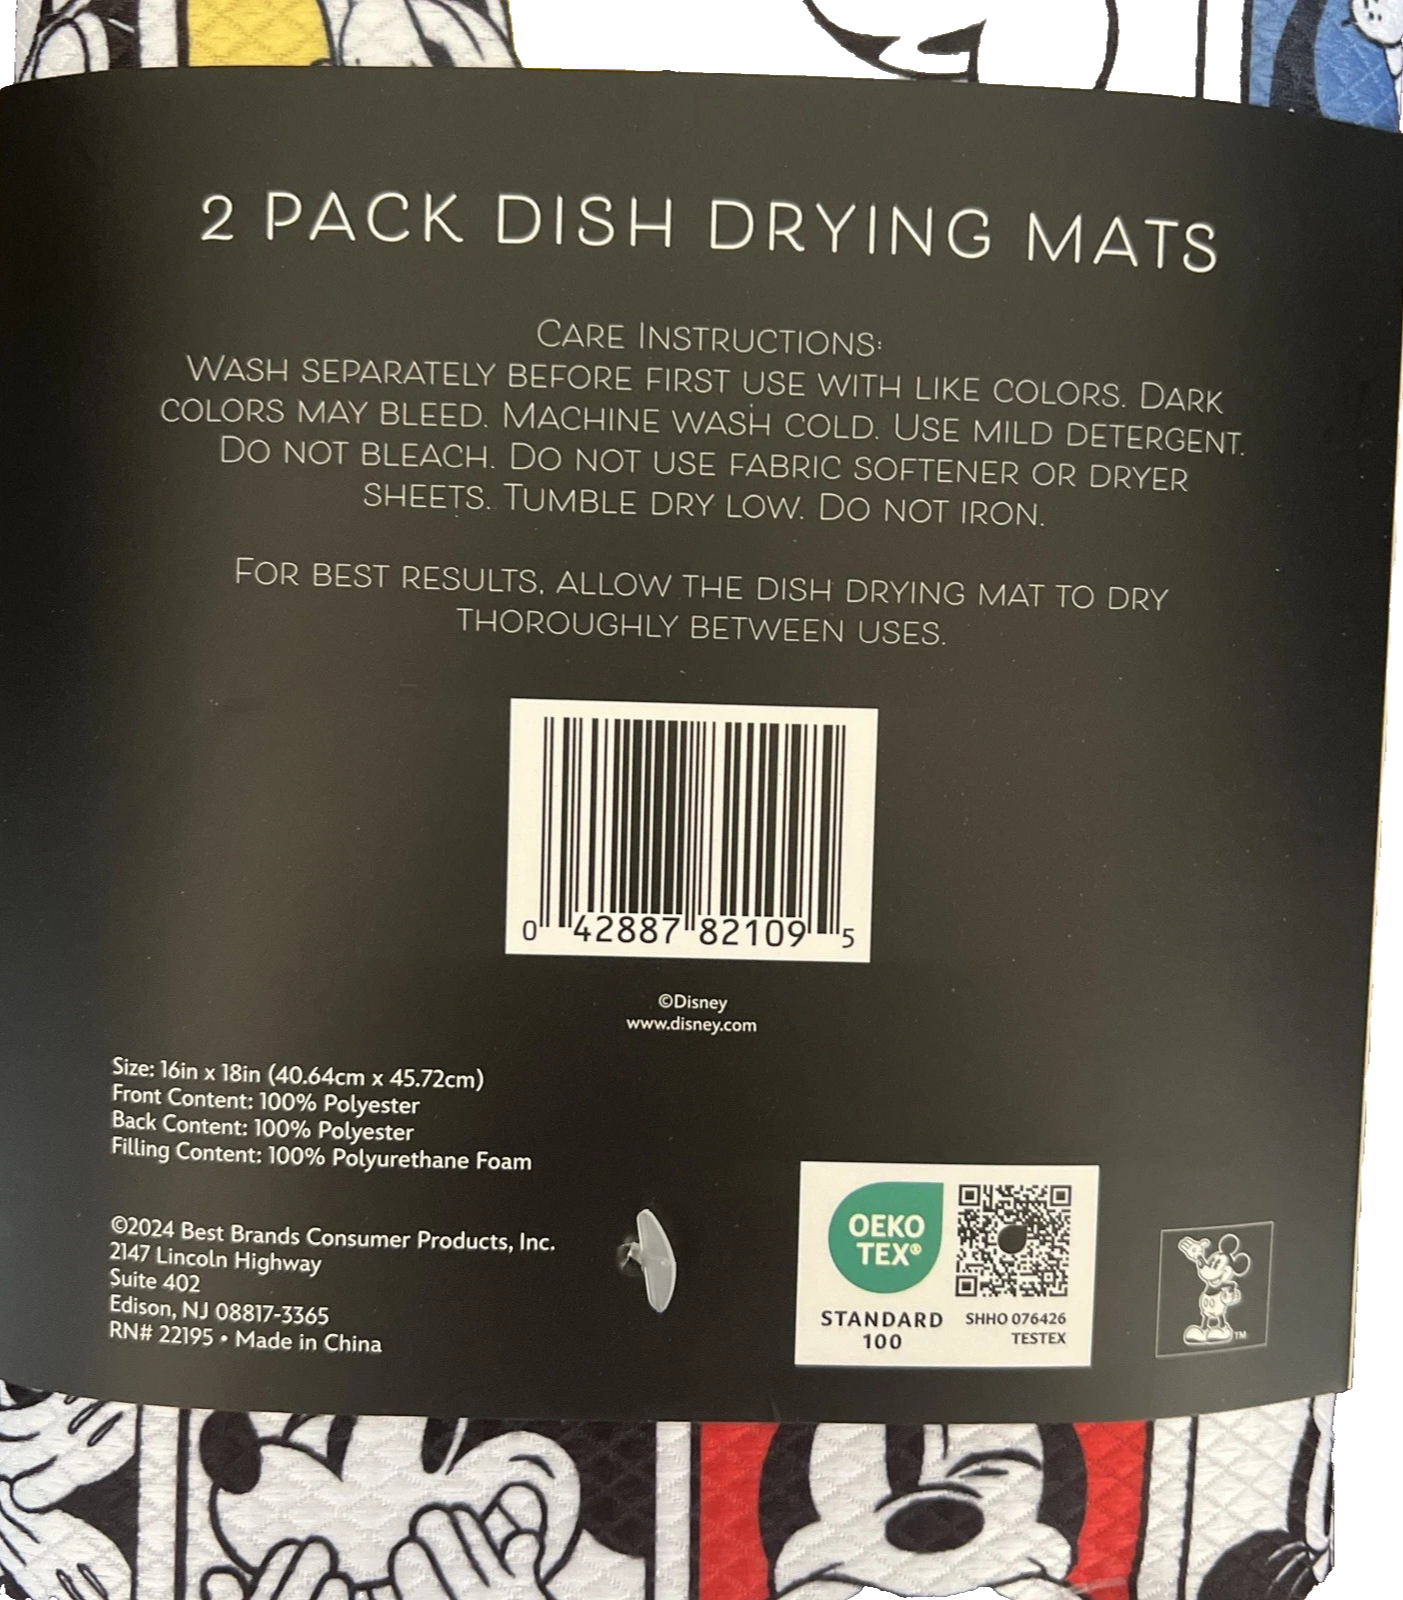 2 PACK DISH DRYING MATS
CARE INSTRUCTIONS:
WASH SEPARATELY BEFORE FIRST USE WITH LIKE COLORS. DARK
COLORS MAY BLEED. MACHINE WASH COLD. USE MILD DETERGENT.
DO NOT BLEACH. DO NOT USE FABRIC SOFTENER OR DRYER
SHEETS. TUMBLE DRY LOW. DO NOT IRON.
FOR BEST RESULTS, ALLOW THE DISH DRYING MAT TO DRY
THOROUGHLY BETWEEN USES.
0 42887 82109 5
©Disney
www.disney.com
Size: 16in x 18in (40.64cm x 45.72cm)
Front Content: 100% Polyester
Back Content: 100% Polyester
Filling Content: 100% Polyurethane Foam
©2024 Best Brands Consumer Products, Inc.
2147 Lincoln Highway
Suite 402
Edison, NJ 08817-3365
RN# 22195 • Made in China
OEKO
TEX®
STANDARD
100
SHHO 076426
TESTEX
TM